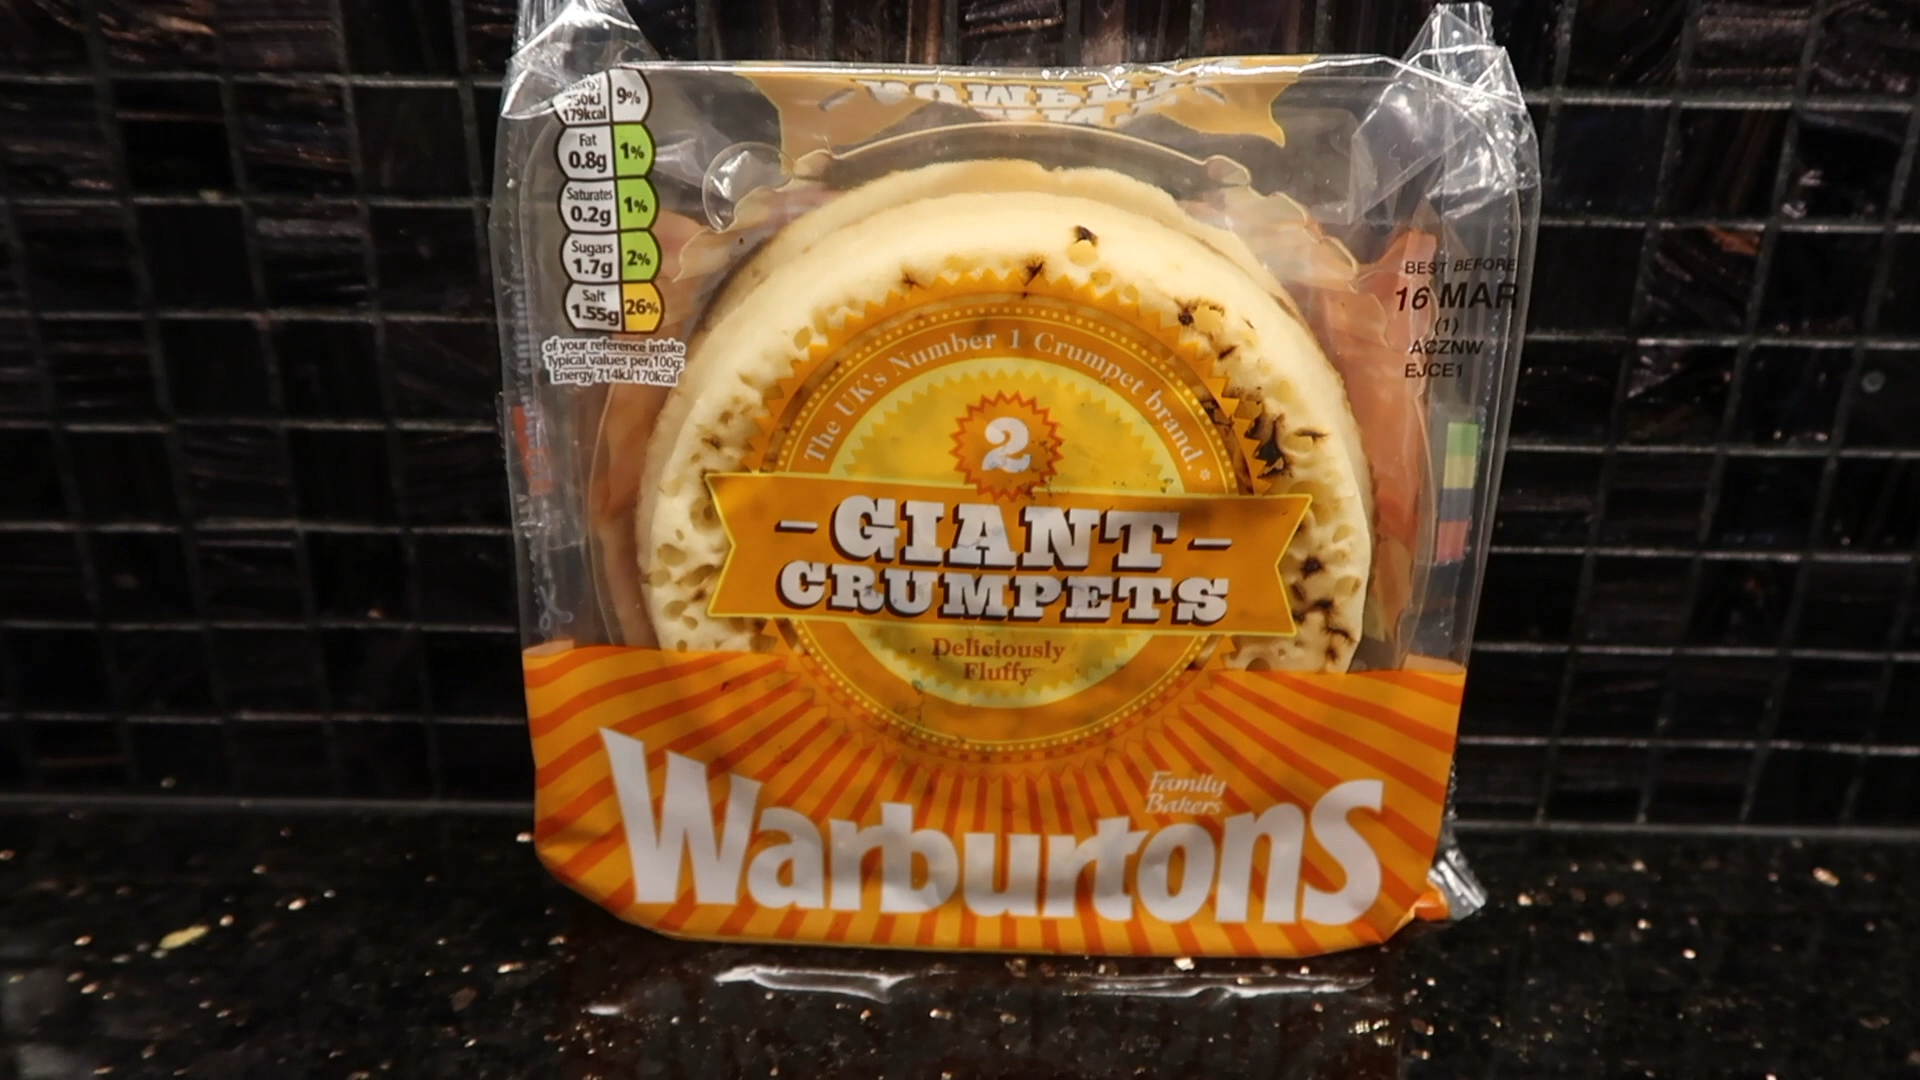 750kJ
179kcal
9%
Fat
0.8g
1%
Saturates
0.2g
1%
Sugars
1.7g
2%
Salt
1.55g
26%
of your reference intake
Typical values per 100g:
Energy 714kJ/170kcal
BEST BEFORE
16 MAR
(1)
ACZNW
EJCE1
The UK's Number 1 Crumpet brand.*
2
- GIANT -
CRUMPETS
Deliciously
Fluffy
Family
Bakers
Warburtons